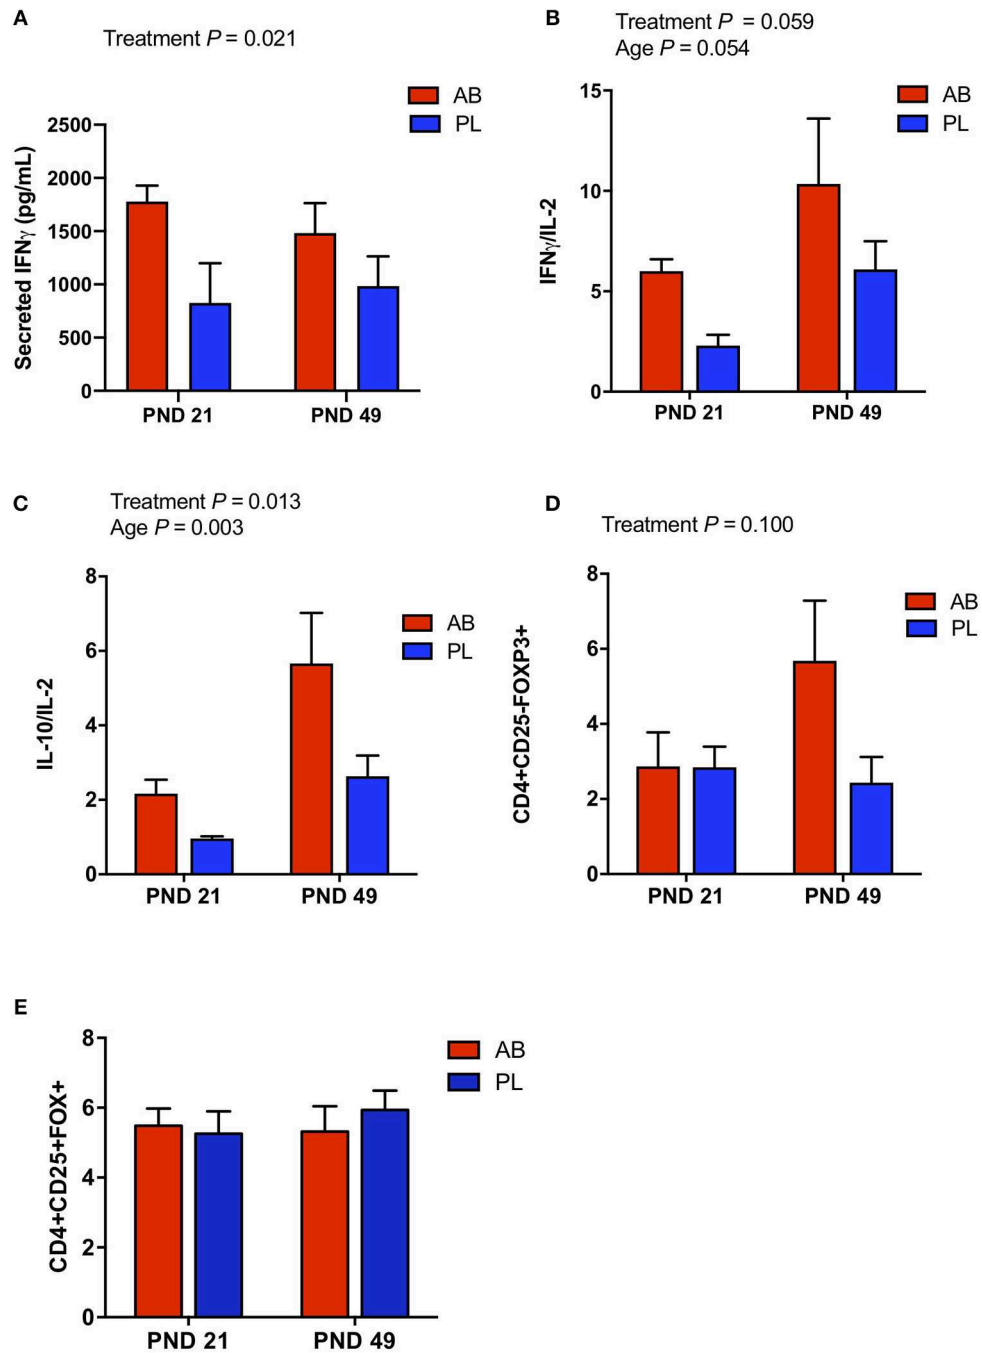 A
Treatment P = 0.021
AB
PL
Secreted IFNγ (pg/mL)
2500
2000
1500
1000
500
0
PND 21
PND 49
B
Treatment P = 0.059
Age P = 0.054
AB
PL
IFNγ/IL-2
15
10
5
0
PND 21
PND 49
C
Treatment P = 0.013
Age P = 0.003
AB
PL
IL-10/IL-2
8
6
4
2
0
PND 21
PND 49
D
Treatment P = 0.100
AB
PL
CD4+CD25-FOXP3+
8
6
4
2
0
PND 21
PND 49
E
AB
PL
CD4+CD25+FOX+
8
6
4
2
0
PND 21
PND 49